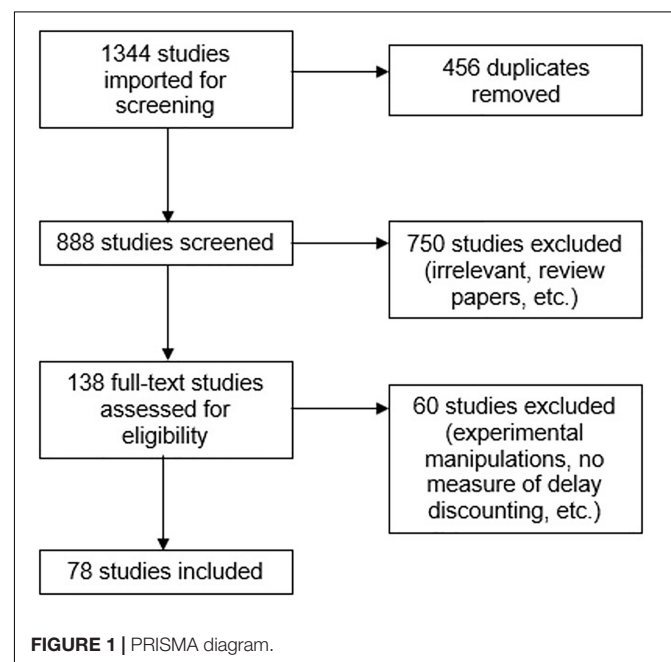 1344 studies
imported for
screening
456 duplicates
removed
888 studies screened
750 studies excluded
(irrelevant, review
papers, etc.)
138 full-text studies
assessed for
eligibility
60 studies excluded
(experimental
manipulations, no
measure of delay
discounting, etc.)
78 studies included
FIGURE 1 | PRISMA diagram.